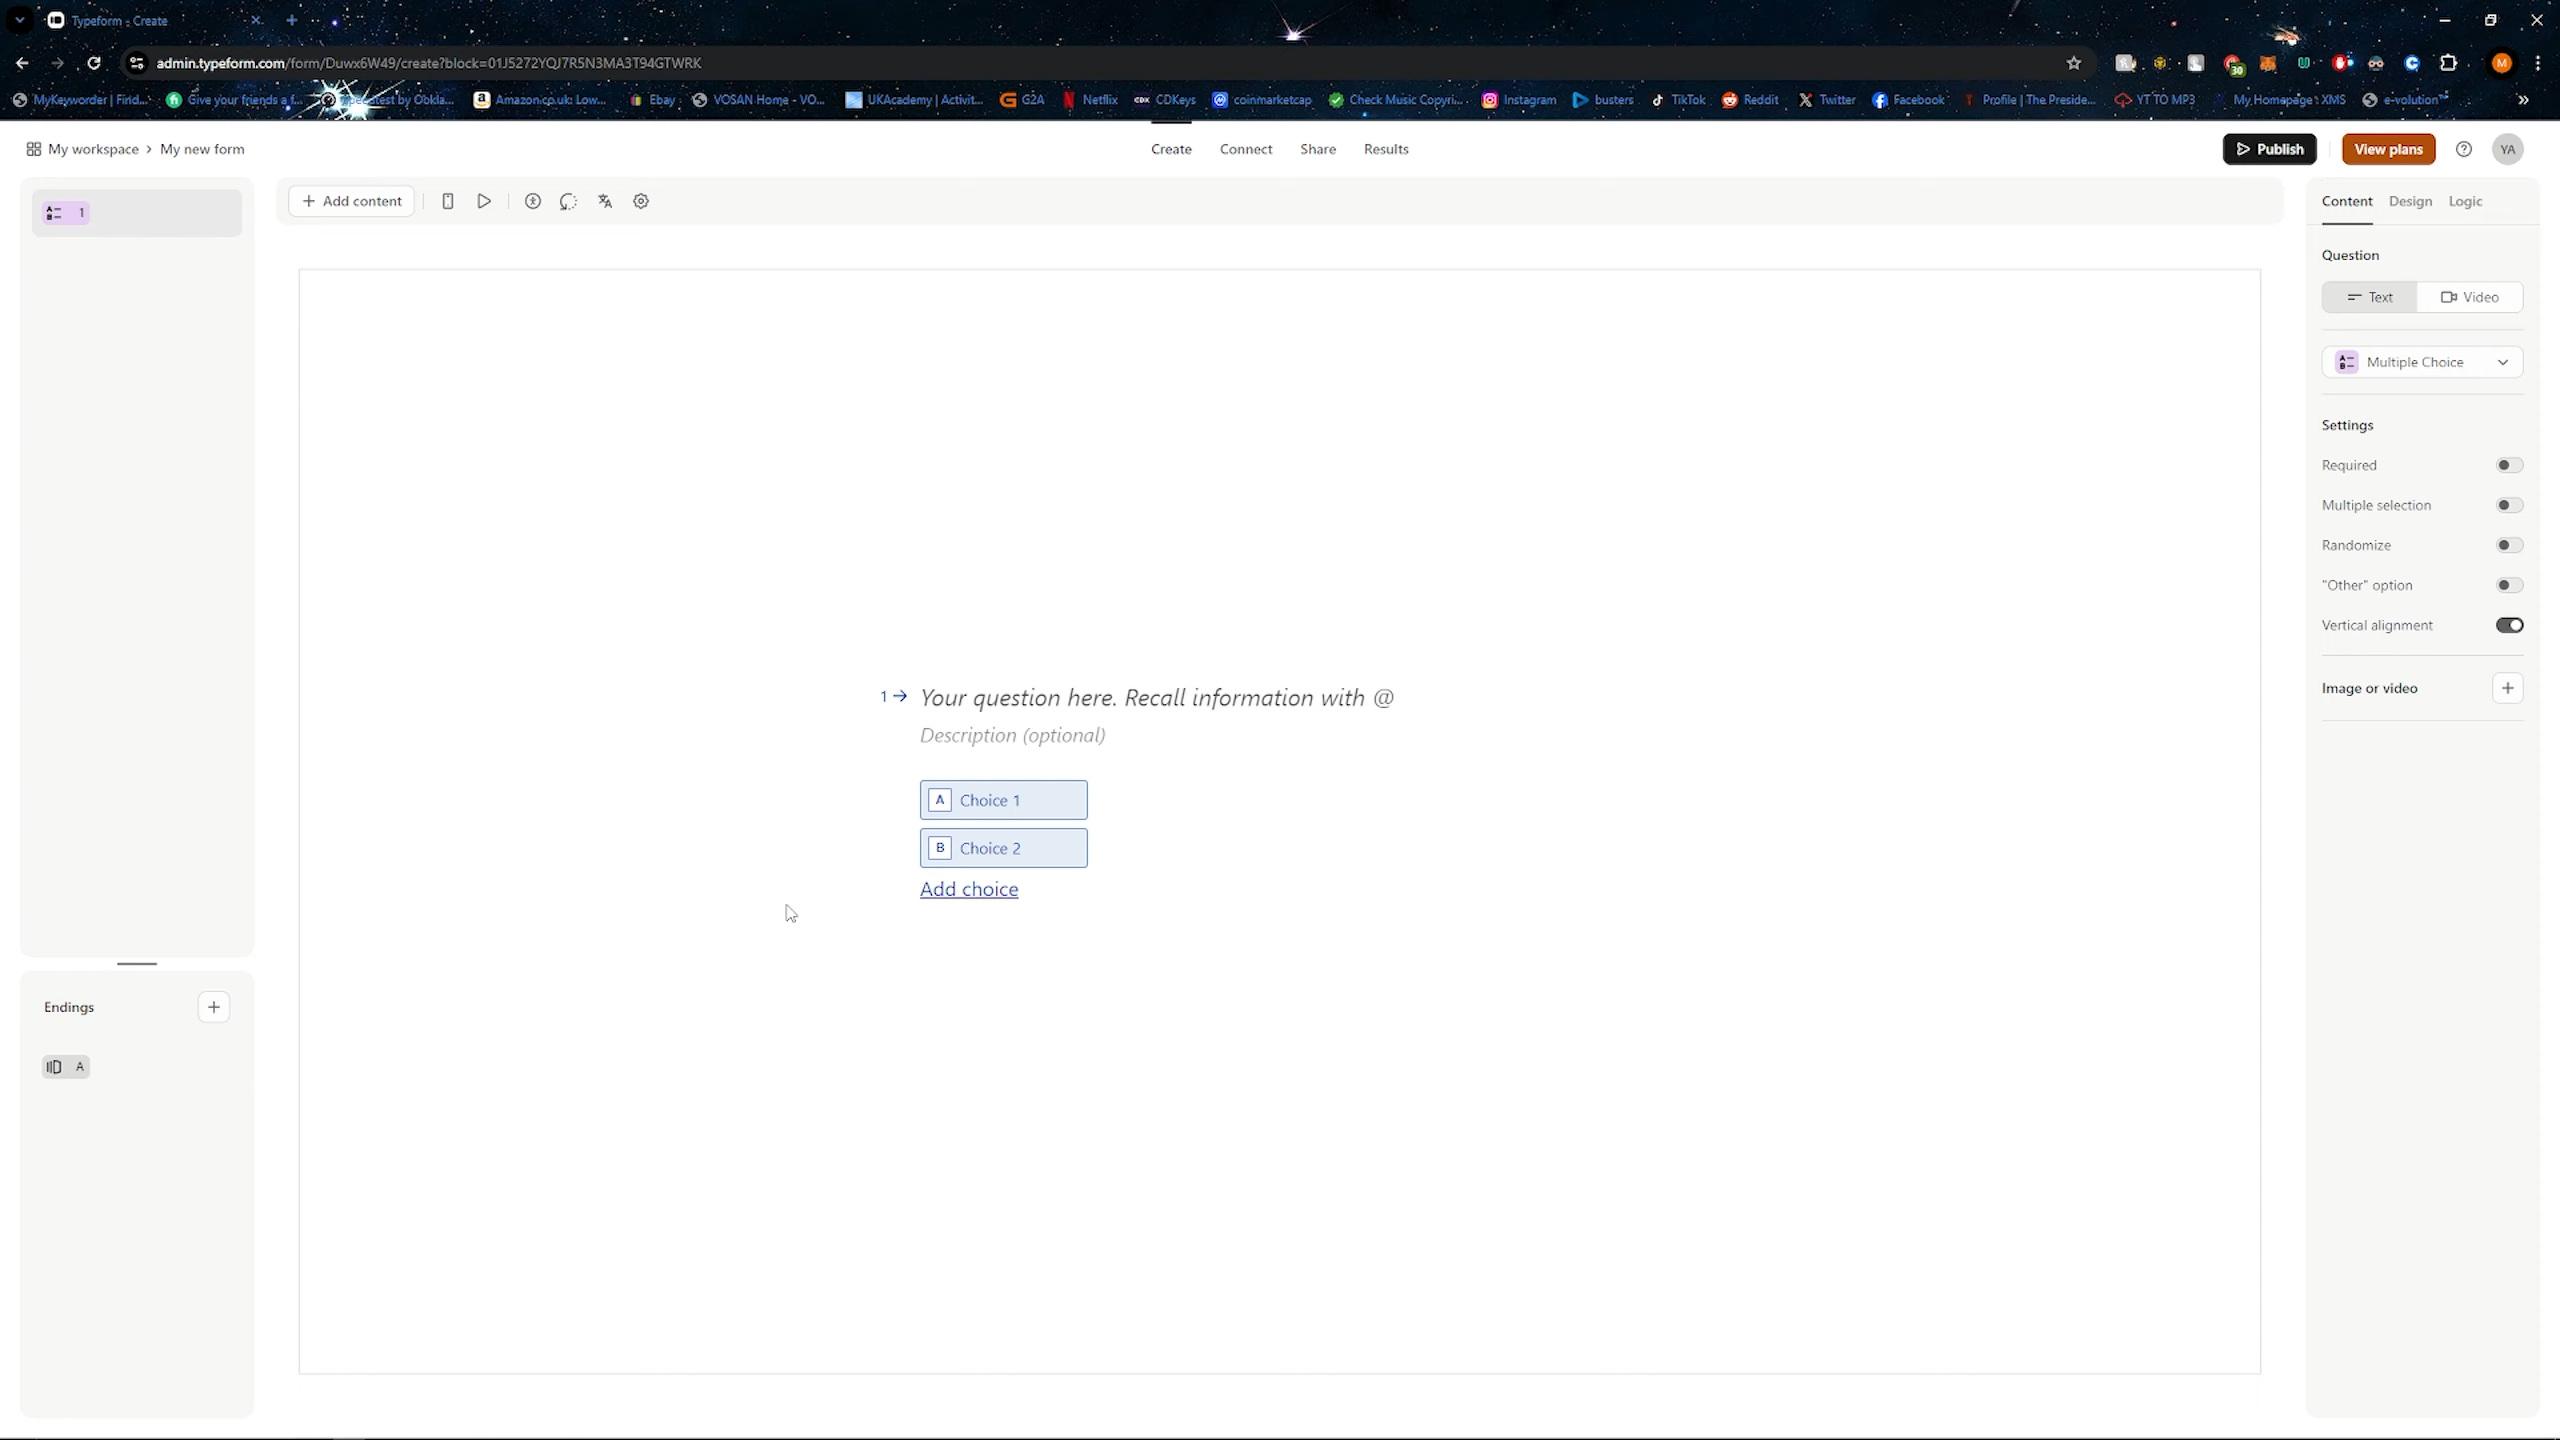 Typeform - Create
admin.typeform.com/form/Duwx6W49/create?block=01J5272YQJ7R5N3MA3T94GTWRK
30
M
MyKeyworder | Find...
Give your friends a f...
Ookla...
Amazon.co.uk: Low...
Ebay
VOSAN Home - VO...
UKAcademy | Activit...
G2A
Netflix
CDKeys
coinmarketcap
Check Music Copyri...
Instagram
busters
TikTok
Reddit
Twitter
Facebook
Profile | The Preside...
YT TO MP3
My Homepage : XMS
e-volution™
My workspace > My new form
Create
Connect
Share
Results
Publish
View plans
YA
1
+ Add content
Content
Design
Logic
Question
Text
Video
Multiple Choice
Settings
Required
Multiple selection
Randomize
"Other" option
Vertical alignment
Image or video
1 → Your question here. Recall information with @
Description (optional)
A Choice 1
B Choice 2
Add choice
Endings
A